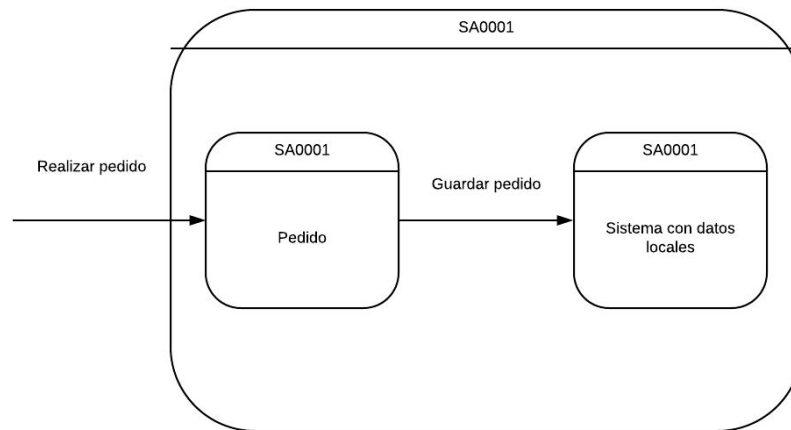 SA0001
Realizar pedido
SA0001
Pedido
Guardar pedido
SA0001
Sistema con datos
locales